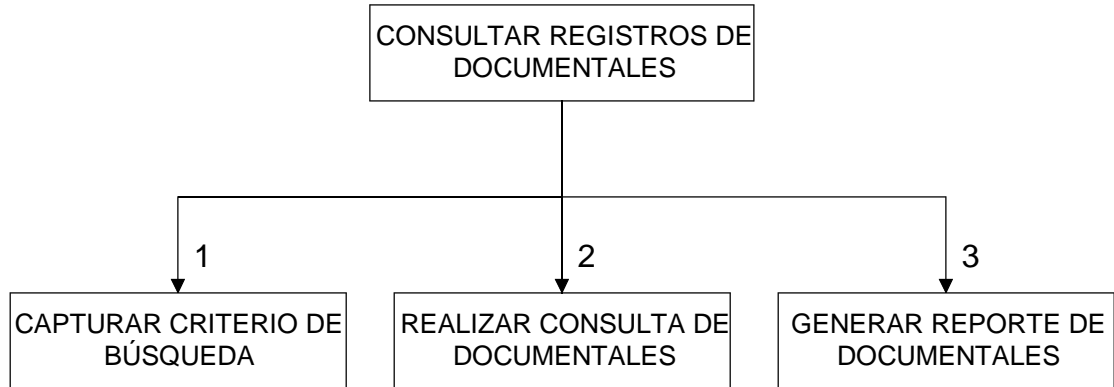 CONSULTAR REGISTROS DE
DOCUMENTALES
1
2
3
CAPTURAR CRITERIO DE
BÚSQUEDA
REALIZAR CONSULTA DE
DOCUMENTALES
GENERAR REPORTE DE
DOCUMENTALES